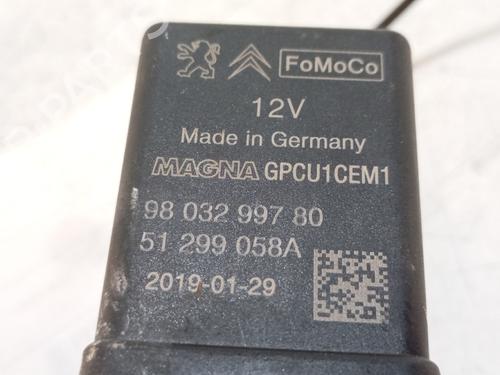 FoMoCo
12V
Made in Germany
MAGNA GPCU1CEM1
98 032 997 80
51 299 058A
2019-01-29